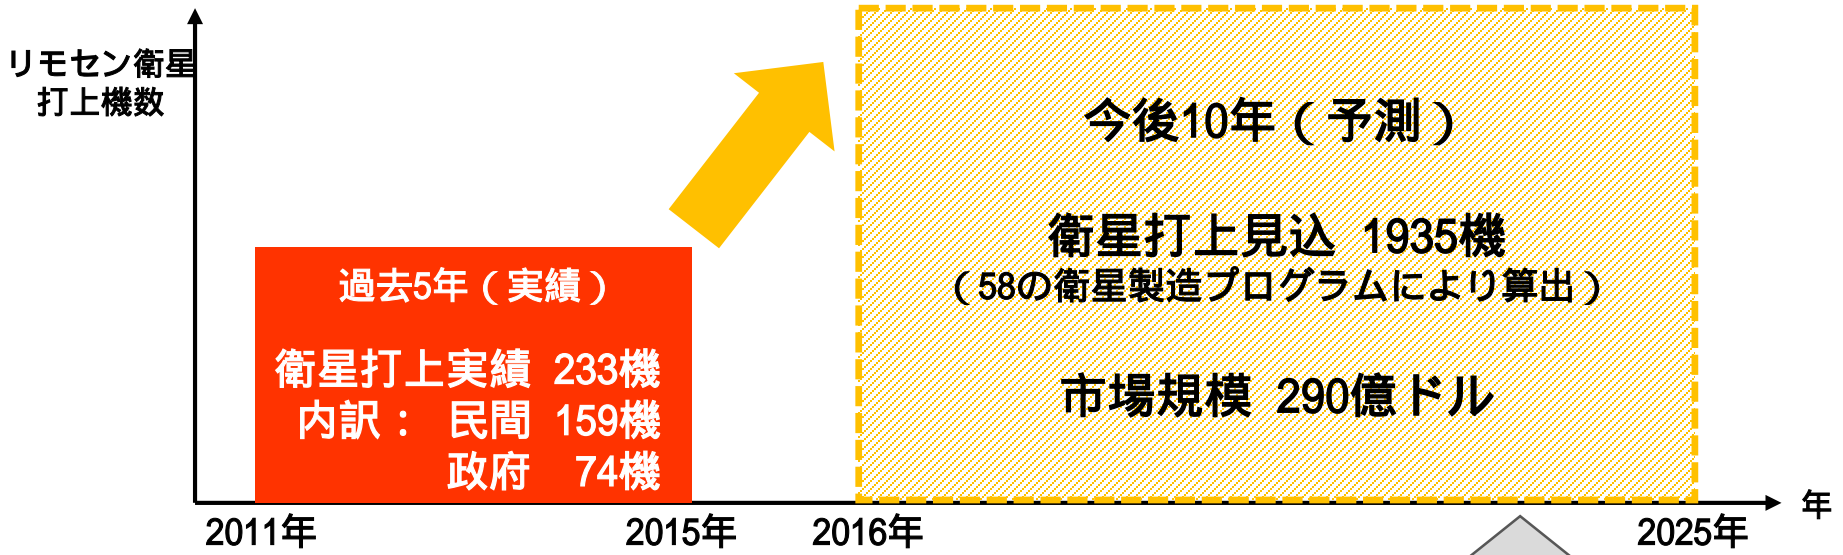 リモセン衛星
打上機数
今後10年（予測）
衛星打上見込 1935機
（58の衛星製造プログラムにより算出）
市場規模 290億ドル
過去5年（実績）
衛星打上実績 233機
内訳： 民間 159機
政府 74機
年
2011年
2015年
2016年
2025年